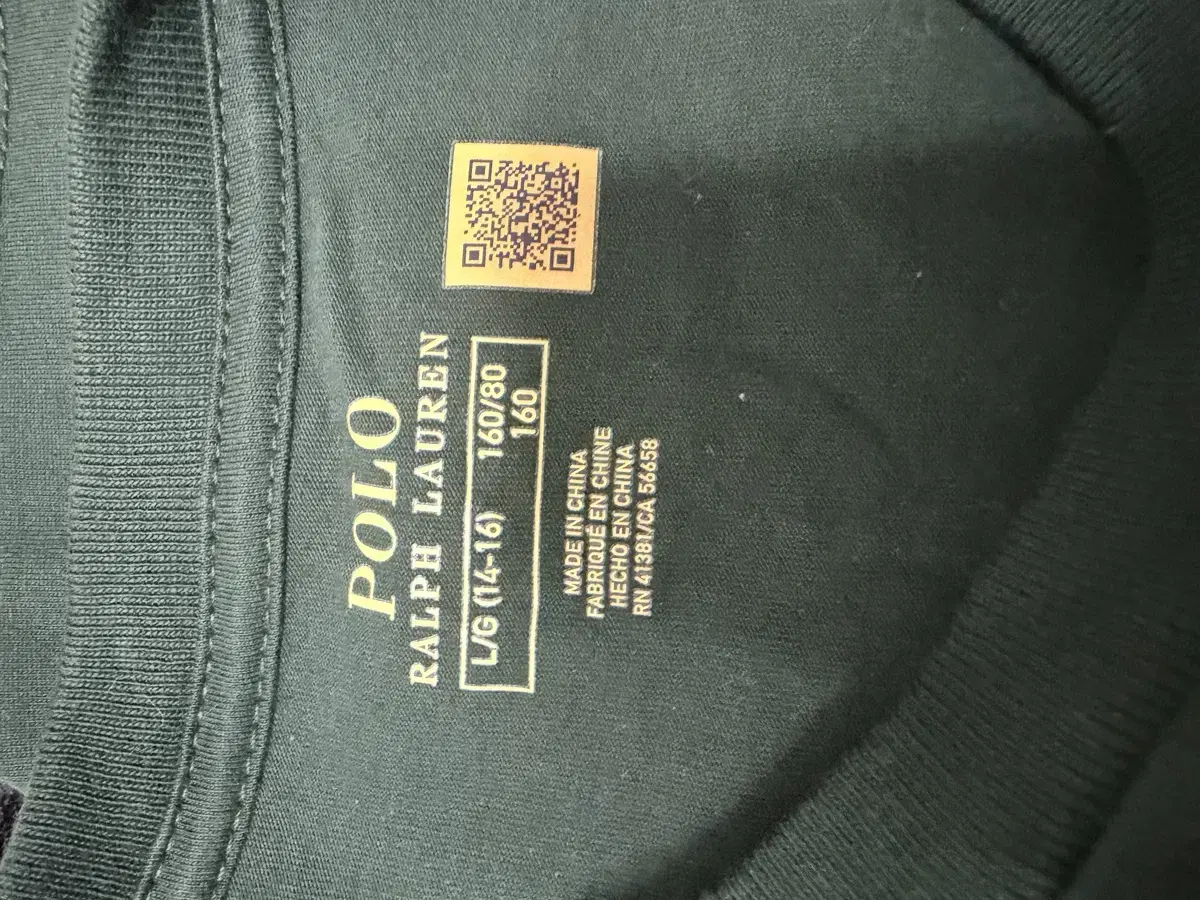 POLO
RALPH LAUREN
L/G (14-16) 160/80
160
MADE IN CHINA
FABRIQUÉ EN CHINE
HECHO EN CHINA
RN 41381/CA 56658